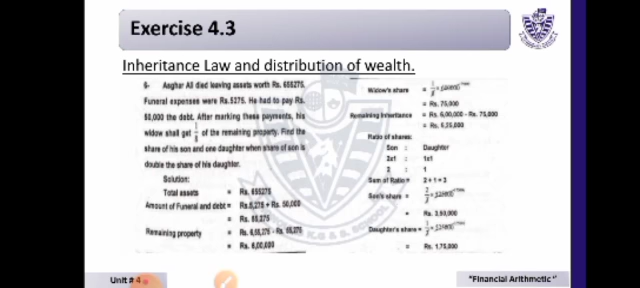 Exercise 4.3
Inheritance Law and distribution of wealth.
6- Asghar Ali died leaving assets worth Rs. 655275.
Funeral expenses were Rs.5275. He had to pay Rs.
50,000 the debt. After marking these payments, his
widow shall get 1/8 of the remaining property. Find the
share of his son and one daughter when share of son is
double the share of his daughter.
Solution:
Total assets = Rs. 655275
Amount of Funeral and debt = Rs.5,275 + Rs. 50,000
= Rs. 55,275
Remaining property = Rs. 6,55,275 - Rs. 55,275
= Rs. 6,00,000
Widow's share =
= Rs. 75,000
Remaining Inheritance = Rs. 6,00,000 - Rs. 75,000
= Rs. 5,25,000
Ratio of shares:
Son : Daughter
2x1 : 1x1
2 : 1
Sum of Ratio = 2 + 1 = 3
Son's share =
= Rs. 3,50,000
Daughter's share =
= Rs. 1,75,000
Unit # 4
"Financial Arithmetic "